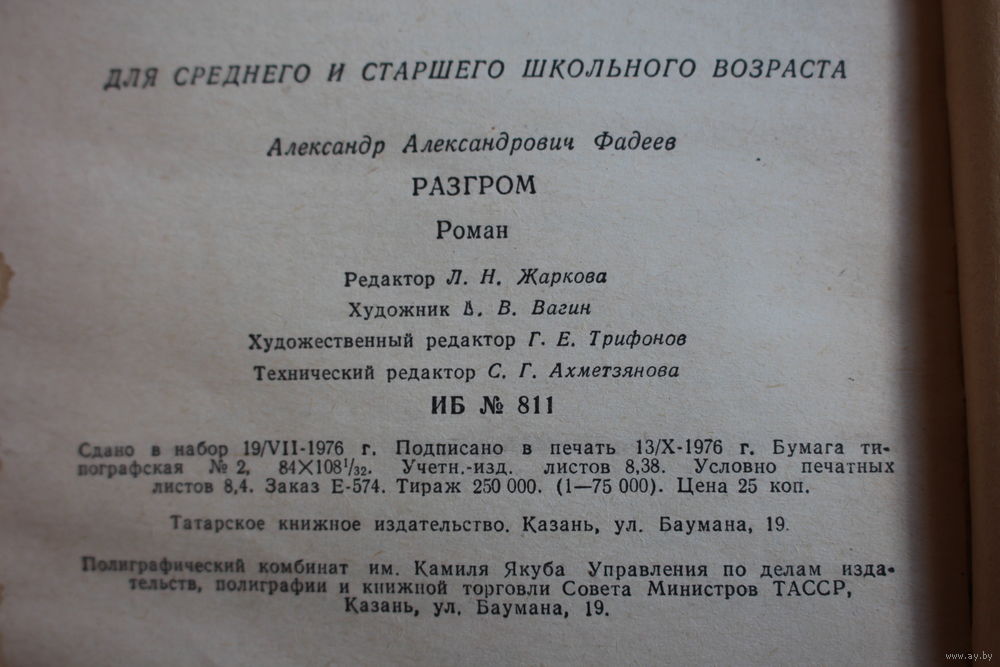 ДЛЯ СРЕДНЕГО И СТАРШЕГО ШКОЛЬНОГО ВОЗРАСТА
Александр Александрович Фадеев
РАЗГРОМ
Роман
Редактор Л. Н. Жаркова
Художник В. Вагин
Художественный редактор Г. Е. Трифонов
Технический редактор С. Г. Ахметзянова
ИБ № 811
Сдано в набор 19/VII-1976 г. Подписано в печать 13/X-1976 г. Бумага ти-
пографская № 2, 84×108¹/₃₂. Учетн.-изд. листов 8,38. Условно печатных
листов 8,4. Заказ Е-574. Тираж 250 000. (1—75 000). Цена 25 коп.
Татарское книжное издательство. Казань, ул. Баумана, 19.
Полиграфический комбинат им. Камиля Якуба Управления по делам изда-
тельств, полиграфии и книжной торговли Совета Министров ТАССР,
Казань, ул. Баумана, 19.
www.ay.by